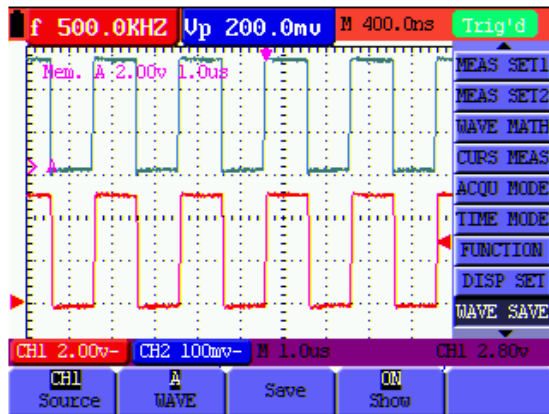 f 500.0KHZ Vp 200.0mv M 400.0ns Trig'd
Mem. A 2.00v 1.0us
A
MEAS SET1
MEAS SET2
WAVE MATH
CURS MEAS
ACQU MODE
TIME MODE
FUNCTION
DISP SET
WAVE SAVE
CH1 2.00v- CH2 100mv- M 1.0us CH1 2.80v
CH1 Source
A WAVE
Save
ON Show